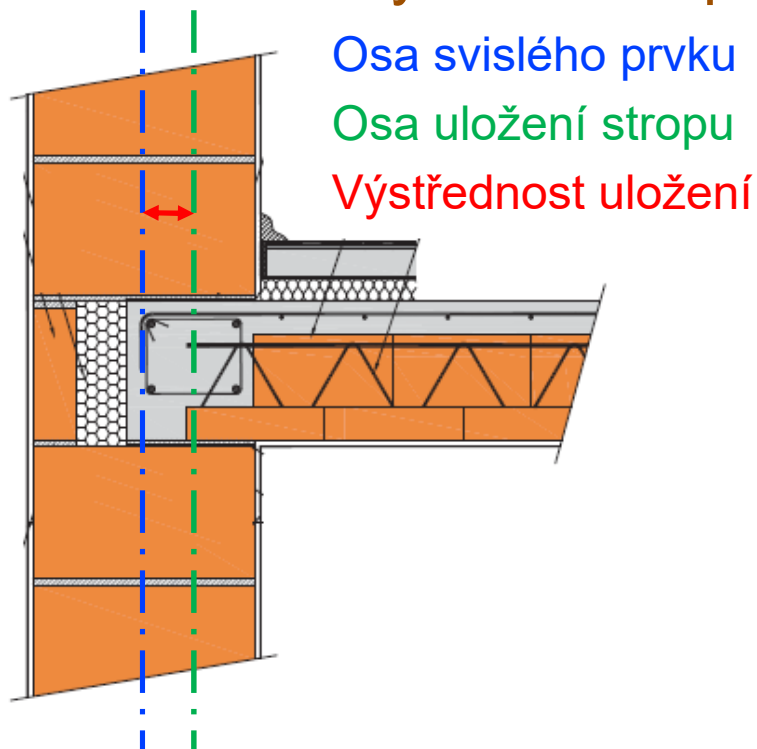 Osa svislého prvku
Osa uložení stropu
Výstřednost uložení